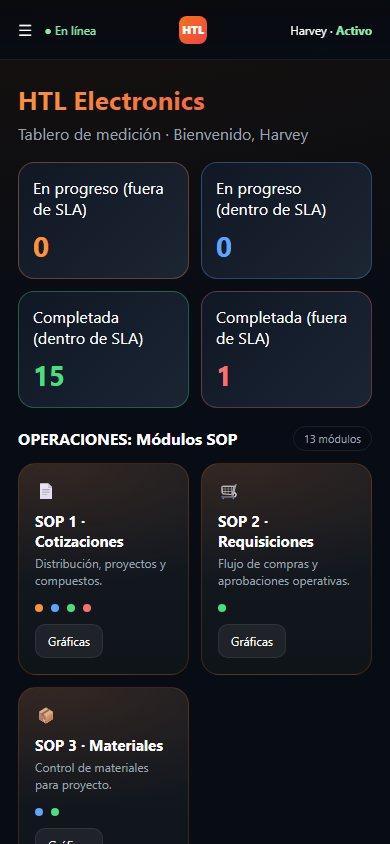 En línea
HTL
Harvey · Activo
HTL Electronics
Tablero de medición · Bienvenido, Harvey
En progreso (fuera
de SLA)
0
En progreso
(dentro de SLA)
0
Completada
(dentro de SLA)
15
Completada (fuera
de SLA)
1
OPERACIONES: Módulos SOP
13 módulos
SOP 1 ·
Cotizaciones
Distribución, proyectos y
compuestos.
Gráficas
SOP 2 ·
Requisiciones
Flujo de compras y
aprobaciones operativas.
Gráficas
SOP 3 · Materiales
Control de materiales
para proyecto.